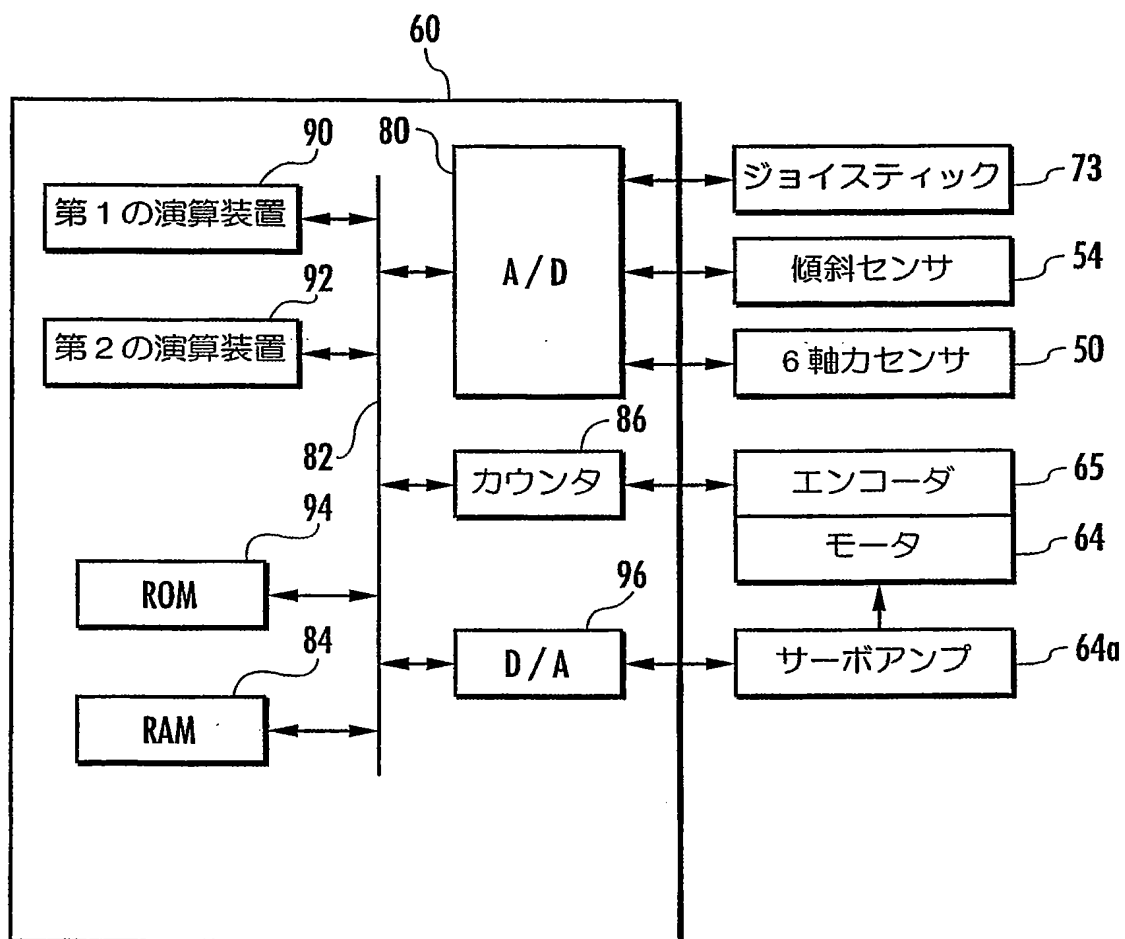 60
90
80
第1の演算装置
ジョイスティック
73
92
A/D
傾斜センサ
54
第2の演算装置
6軸力センサ
50
82
86
カウンタ
エンコーダ
65
94
モータ
64
ROM
96
84
D/A
サーボアンプ
64a
RAM